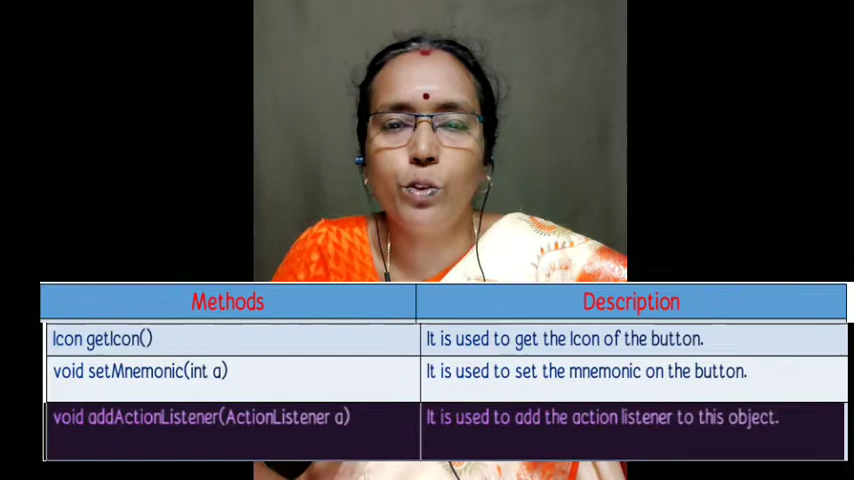 Methods Description
Icon getIcon() It is used to get the Icon of the button.
void setMnemonic(int a) It is used to set the mnemonic on the button.
void addActionListener(ActionListener a) It is used to add the action listener to this object.